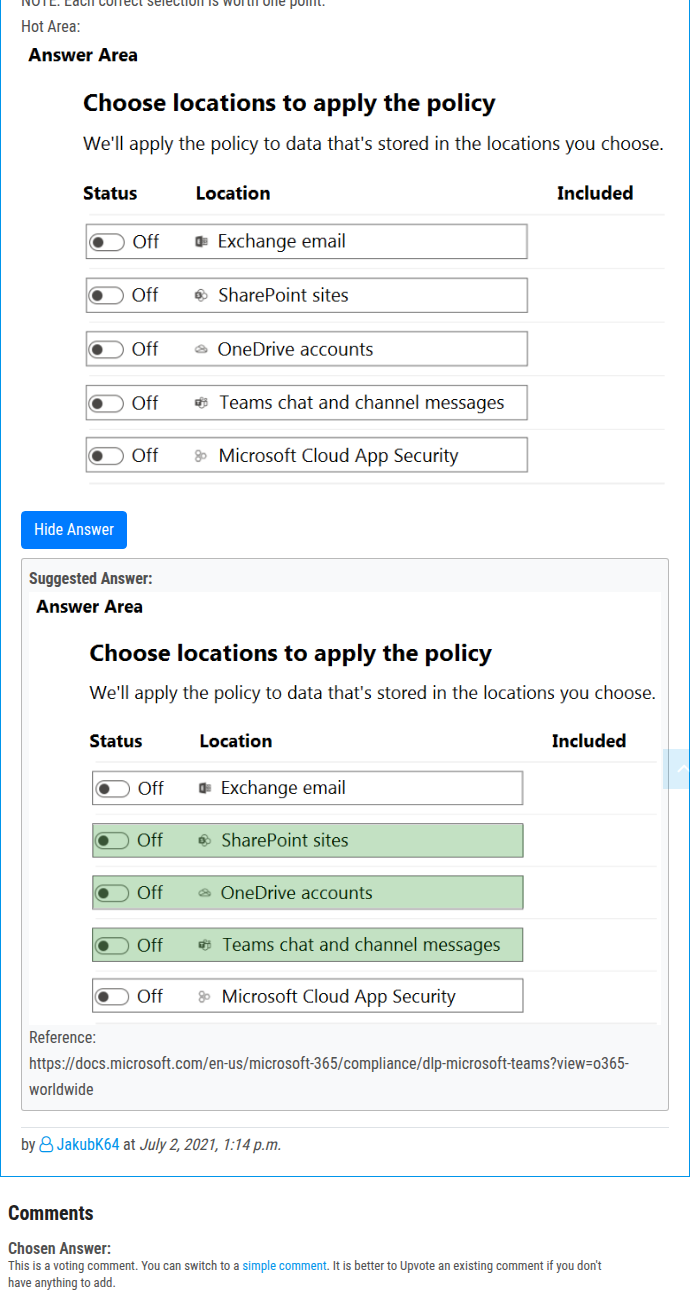 NOTE: Each correct selection is worth one point.
Hot Area:
Answer Area
Choose locations to apply the policy
We'll apply the policy to data that's stored in the locations you choose.
Status Location Included
Off Exchange email
Off SharePoint sites
Off OneDrive accounts
Off Teams chat and channel messages
Off Microsoft Cloud App Security
Hide Answer
Suggested Answer:
Answer Area
Choose locations to apply the policy
We'll apply the policy to data that's stored in the locations you choose.
Status Location Included
Off Exchange email
Off SharePoint sites
Off OneDrive accounts
Off Teams chat and channel messages
Off Microsoft Cloud App Security
Reference:
https://docs.microsoft.com/en-us/microsoft-365/compliance/dlp-microsoft-teams?view=o365-
worldwide
by JakubK64 at July 2, 2021, 1:14 p.m.
Comments
Chosen Answer:
This is a voting comment. You can switch to a simple comment. It is better to Upvote an existing comment if you don't
have anything to add.